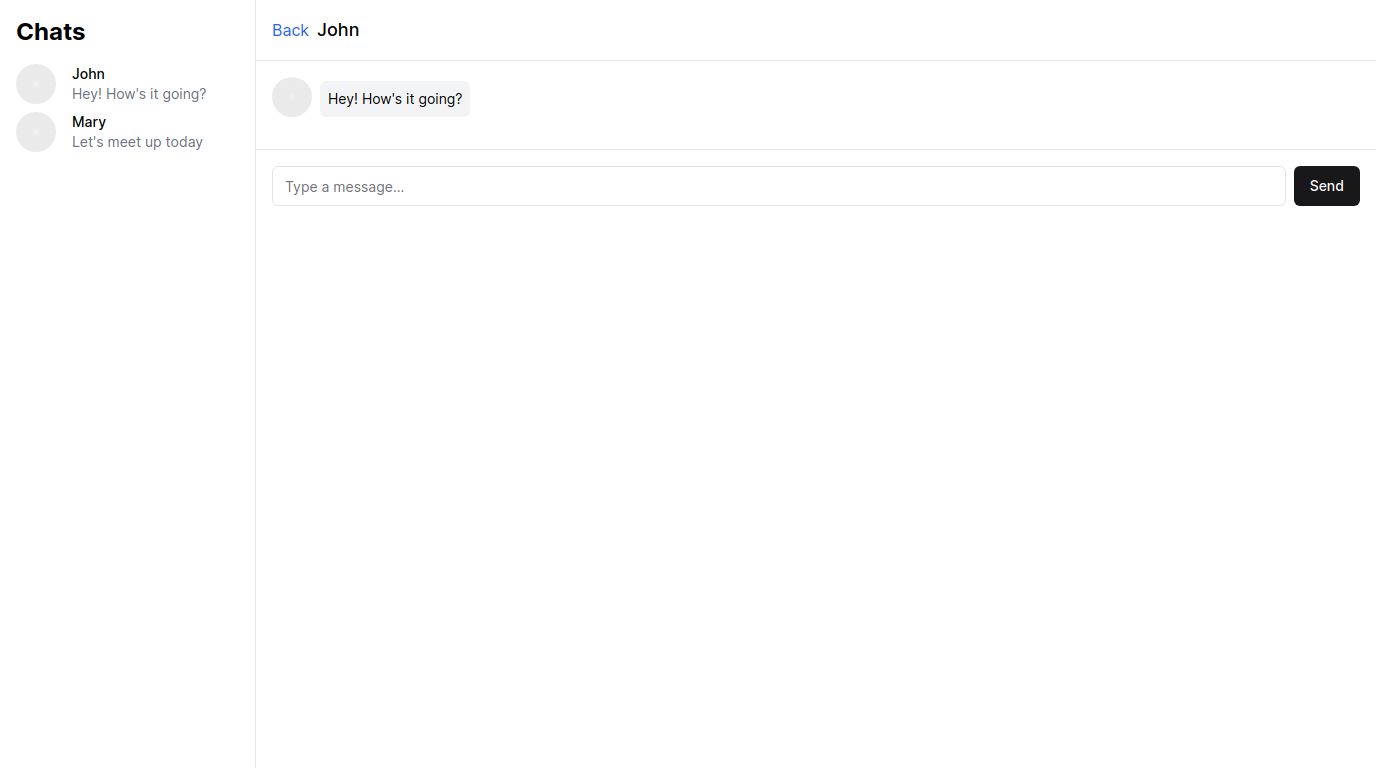 Chats
John
Hey! How's it going?
Mary
Let's meet up today
Back John
Hey! How's it going?
Type a message...
Send